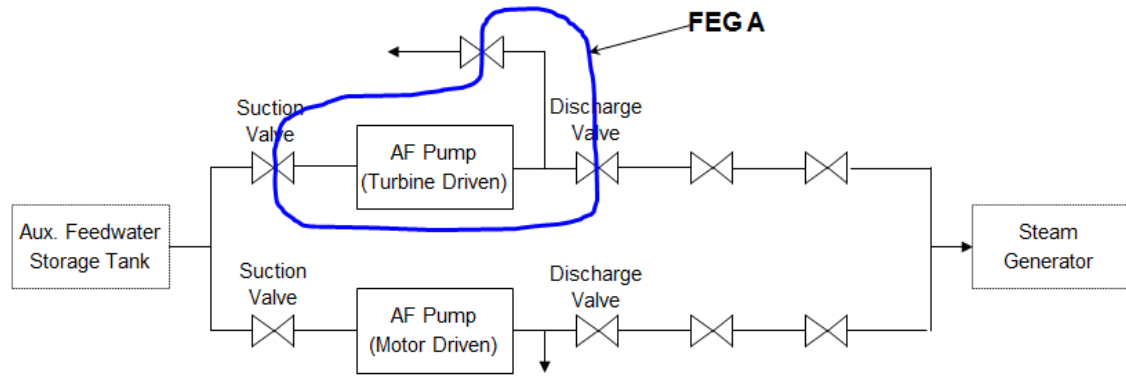 FEG A
Suction
Valve
Discharge
Valve
AF Pump
(Turbine Driven)
Aux. Feedwater
Storage Tank
Steam
Generator
Suction
Valve
Discharge
Valve
AF Pump
(Motor Driven)